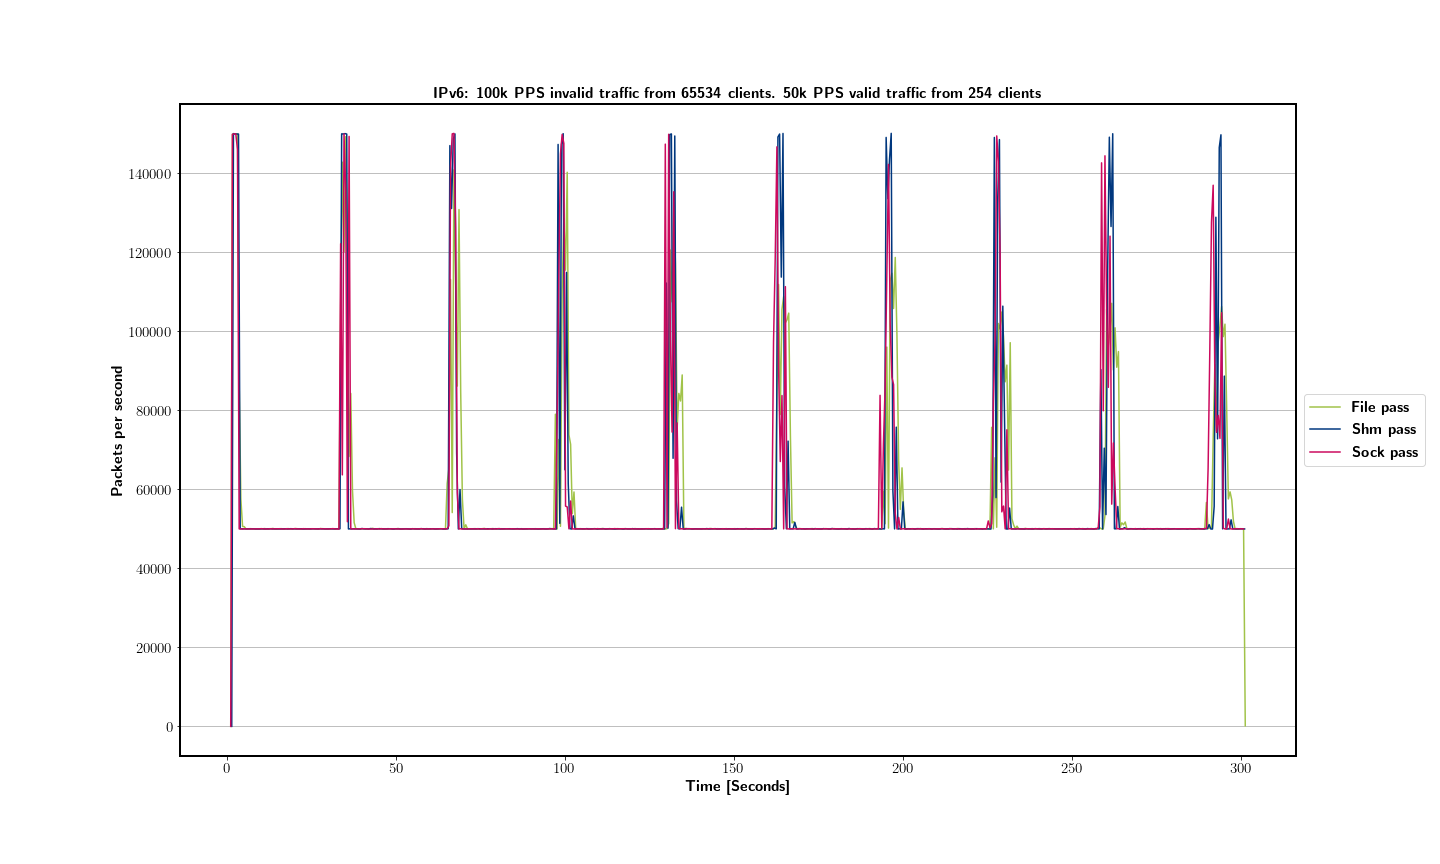 IPv6: 100k PPS invalid traffic from 65534 clients. 50k PPS valid traffic from 254 clients
140000
120000
100000
80000
60000
40000
20000
0
Packets per second
0 50 100 150 200 250 300
Time [Seconds]
File pass
Shm pass
Sock pass